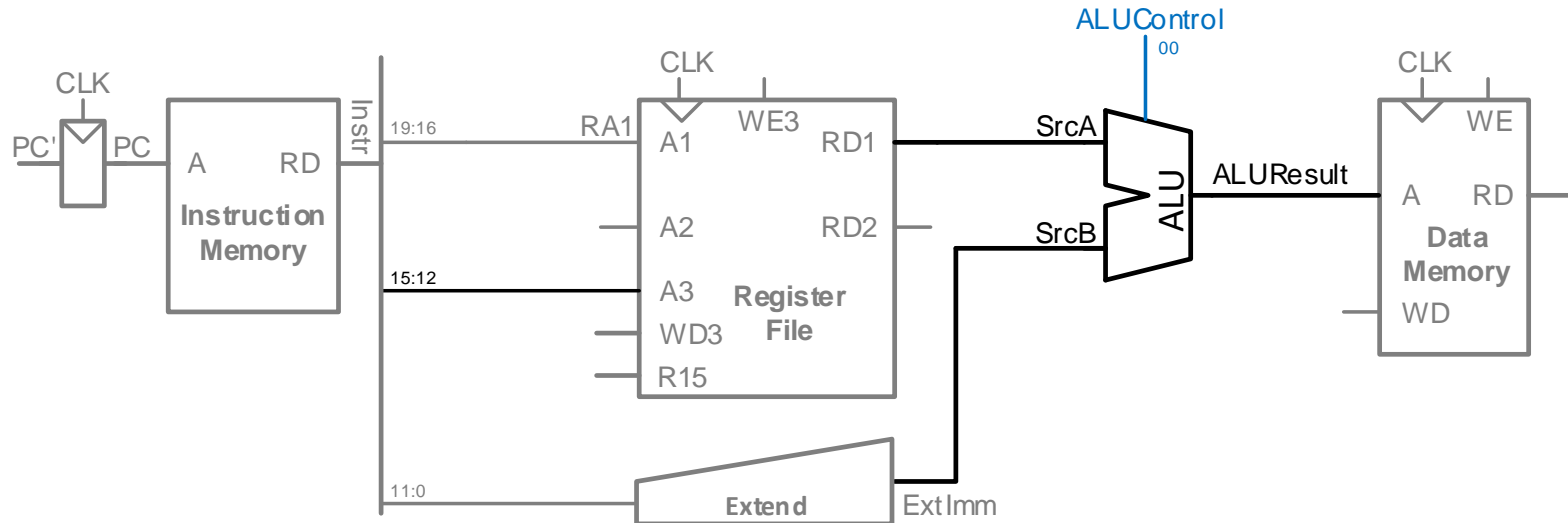 ALUControl
00
CLK
PC'
PC
A
RD
Instruction
Memory
Instr
19:16
RA1
15:12
11:0
CLK
WE3
A1
RD1
A2
RD2
A3
WD3
R15
Register
File
Extend
ExtImm
SrcA
SrcB
ALU
ALUResult
CLK
WE
A
RD
Data
Memory
WD